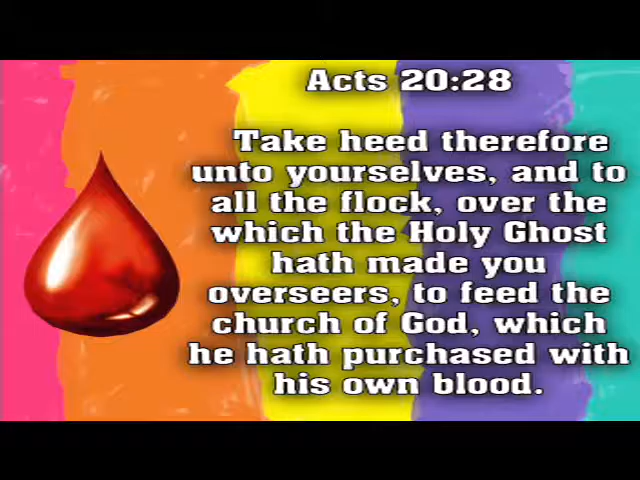 Acts 20:28
Take heed therefore
unto yourselves, and to
all the flock, over the
which the Holy Ghost
hath made you
overseers, to feed the
church of God, which
he hath purchased with
his own blood.